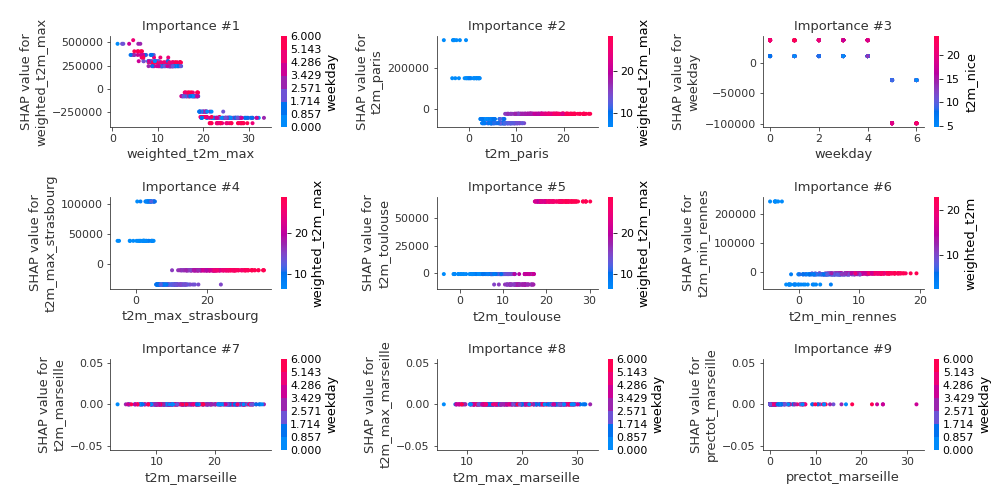 Importance #1
SHAP value for
weighted_t2m_max
500000
250000
0
−250000
0
10
20
30
weighted_t2m_max
6.000
5.143
4.286
3.429
2.571
1.714
0.857
0.000
weekday
Importance #2
SHAP value for
t2m_paris
200000
0
0
10
20
t2m_paris
20
10
weighted_t2m_max
Importance #3
SHAP value for
weekday
0
−50000
−100000
0
2
4
6
weekday
20
15
10
5
t2m_nice
Importance #4
SHAP value for
t2m_max_strasbourg
100000
50000
0
0
20
t2m_max_strasbourg
20
10
weighted_t2m_max
Importance #5
SHAP value for
t2m_toulouse
50000
25000
0
0
10
20
30
t2m_toulouse
20
10
weighted_t2m_max
Importance #6
SHAP value for
t2m_min_rennes
200000
100000
0
0
10
20
t2m_min_rennes
20
10
weighted_t2m
Importance #7
SHAP value for
t2m_marseille
0.05
0.00
−0.05
10
20
t2m_marseille
6.000
5.143
4.286
3.429
2.571
1.714
0.857
0.000
weekday
Importance #8
SHAP value for
t2m_max_marseille
0.05
0.00
−0.05
10
20
30
t2m_max_marseille
6.000
5.143
4.286
3.429
2.571
1.714
0.857
0.000
weekday
Importance #9
SHAP value for
prectot_marseille
0.05
0.00
−0.05
0
10
20
30
prectot_marseille
6.000
5.143
4.286
3.429
2.571
1.714
0.857
0.000
weekday